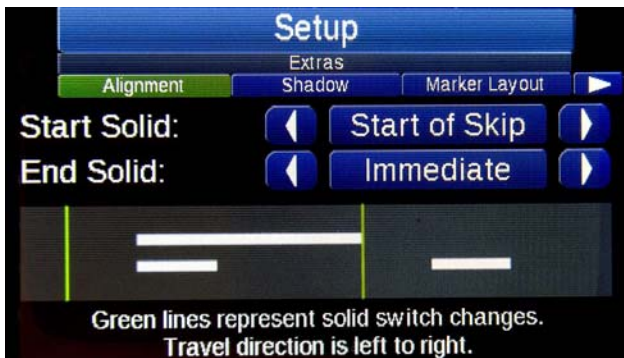 Setup
Extras
Alignment Shadow Marker Layout
Start Solid: Start of Skip
End Solid: Immediate
Green lines represent solid switch changes.
Travel direction is left to right.